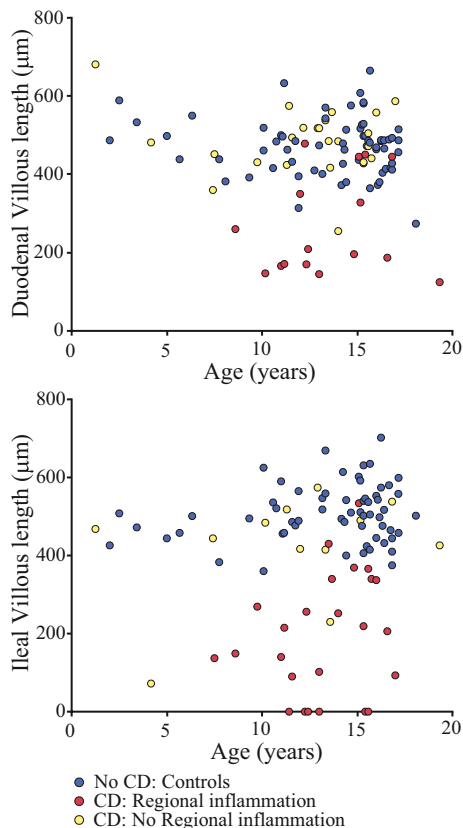 800
600
400
200
0
Duodenal Villous length (μm)
0 5 10 15 20
Age (years)
800
600
400
200
0
Ileal Villous length (μm)
0 5 10 15 20
Age (years)
No CD: Controls
CD: Regional inflammation
CD: No Regional inflammation